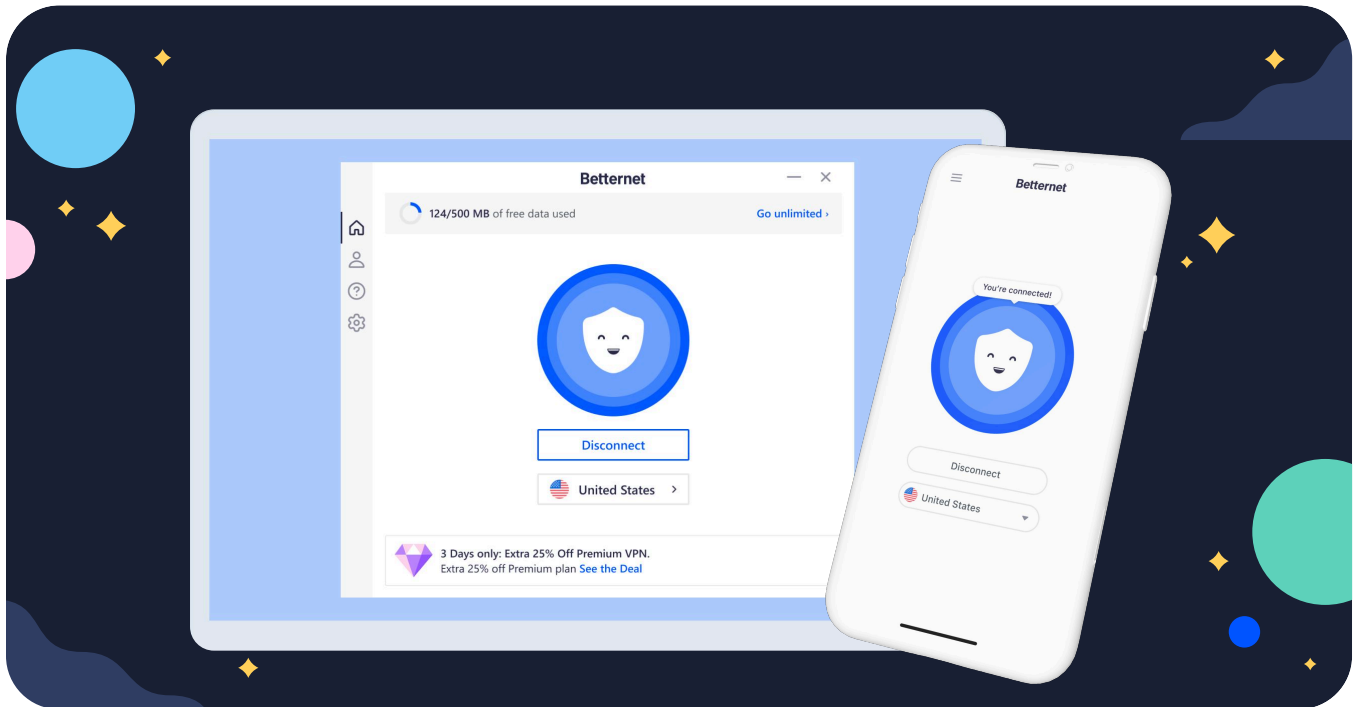 Betternet
124/500 MB of free data used
Go unlimited ›
Disconnect
United States
3 Days only: Extra 25% Off Premium VPN.
Extra 25% off Premium plan See the Deal
Betternet
You're connected!
Disconnect
United States